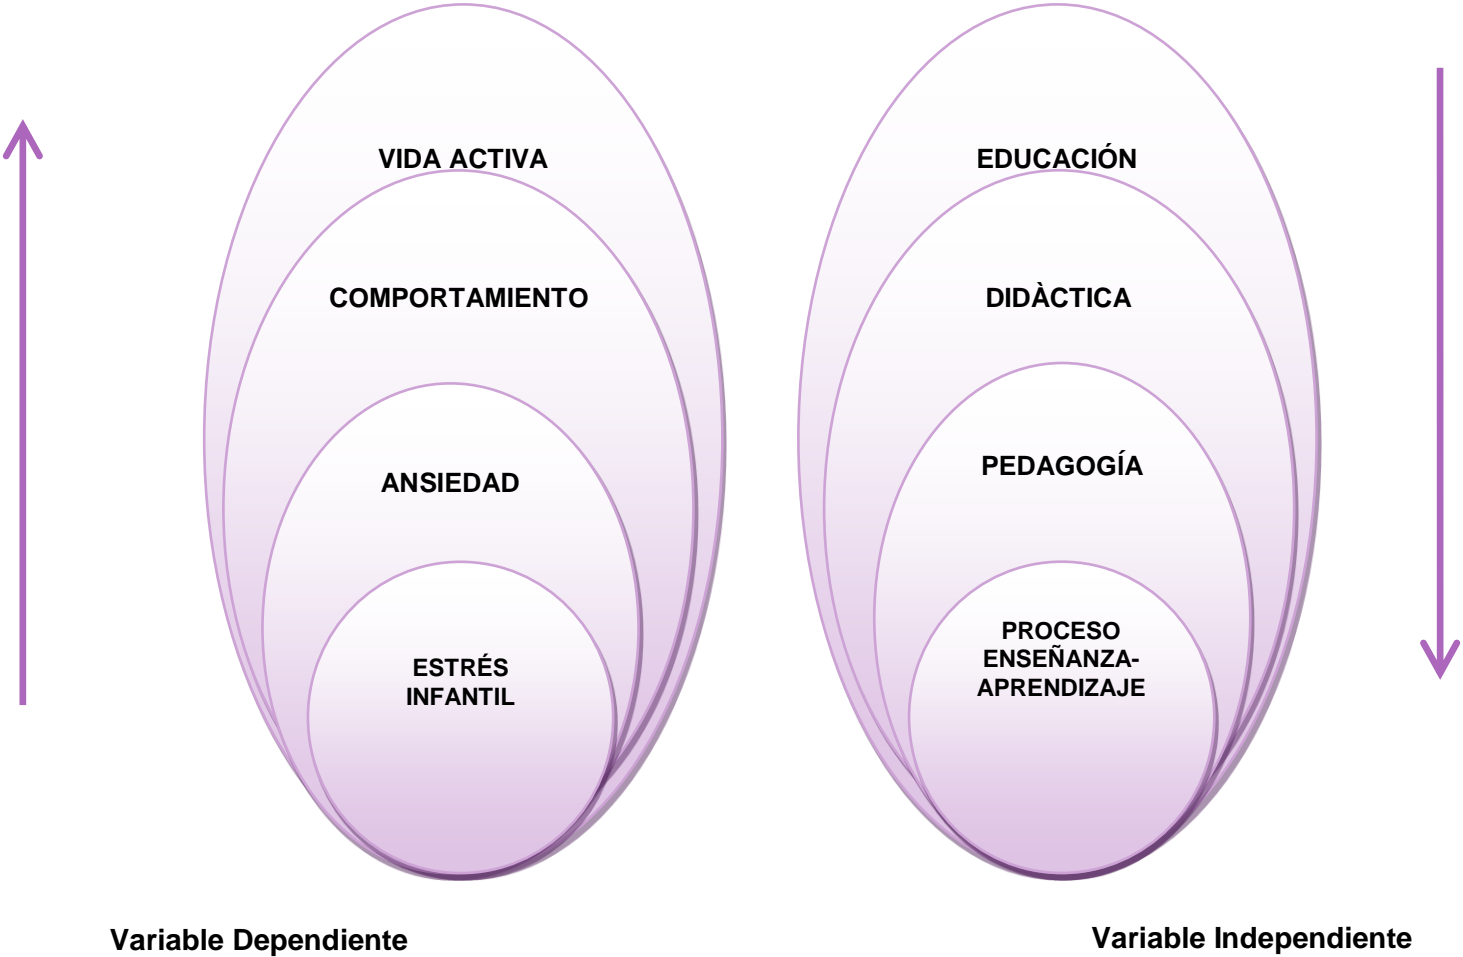 VIDA ACTIVA
COMPORTAMIENTO
ANSIEDAD
ESTRÉS
INFANTIL
Variable Dependiente
EDUCACIÓN
DIDÀCTICA
PEDAGOGÍA
PROCESO
ENSEÑANZA-
APRENDIZAJE
Variable Independiente